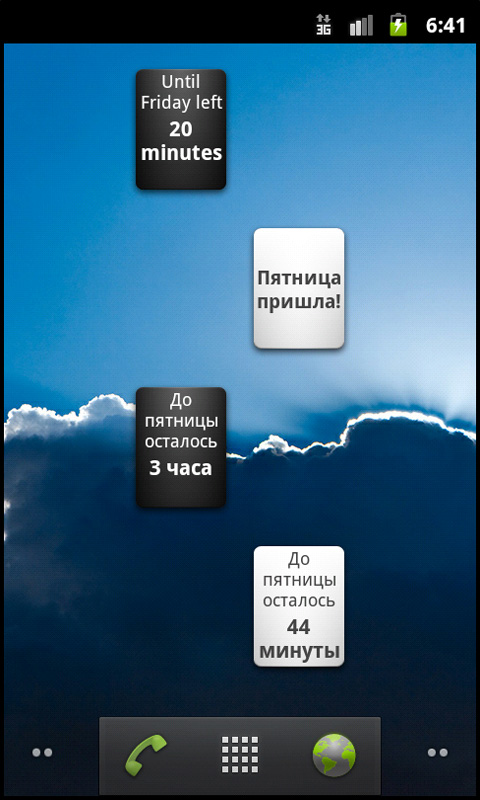 3G
6:41
Until
Friday left
20
minutes
Пятница
пришла!
До
пятницы
осталось
3 часа
До
пятницы
осталось
44
минуты